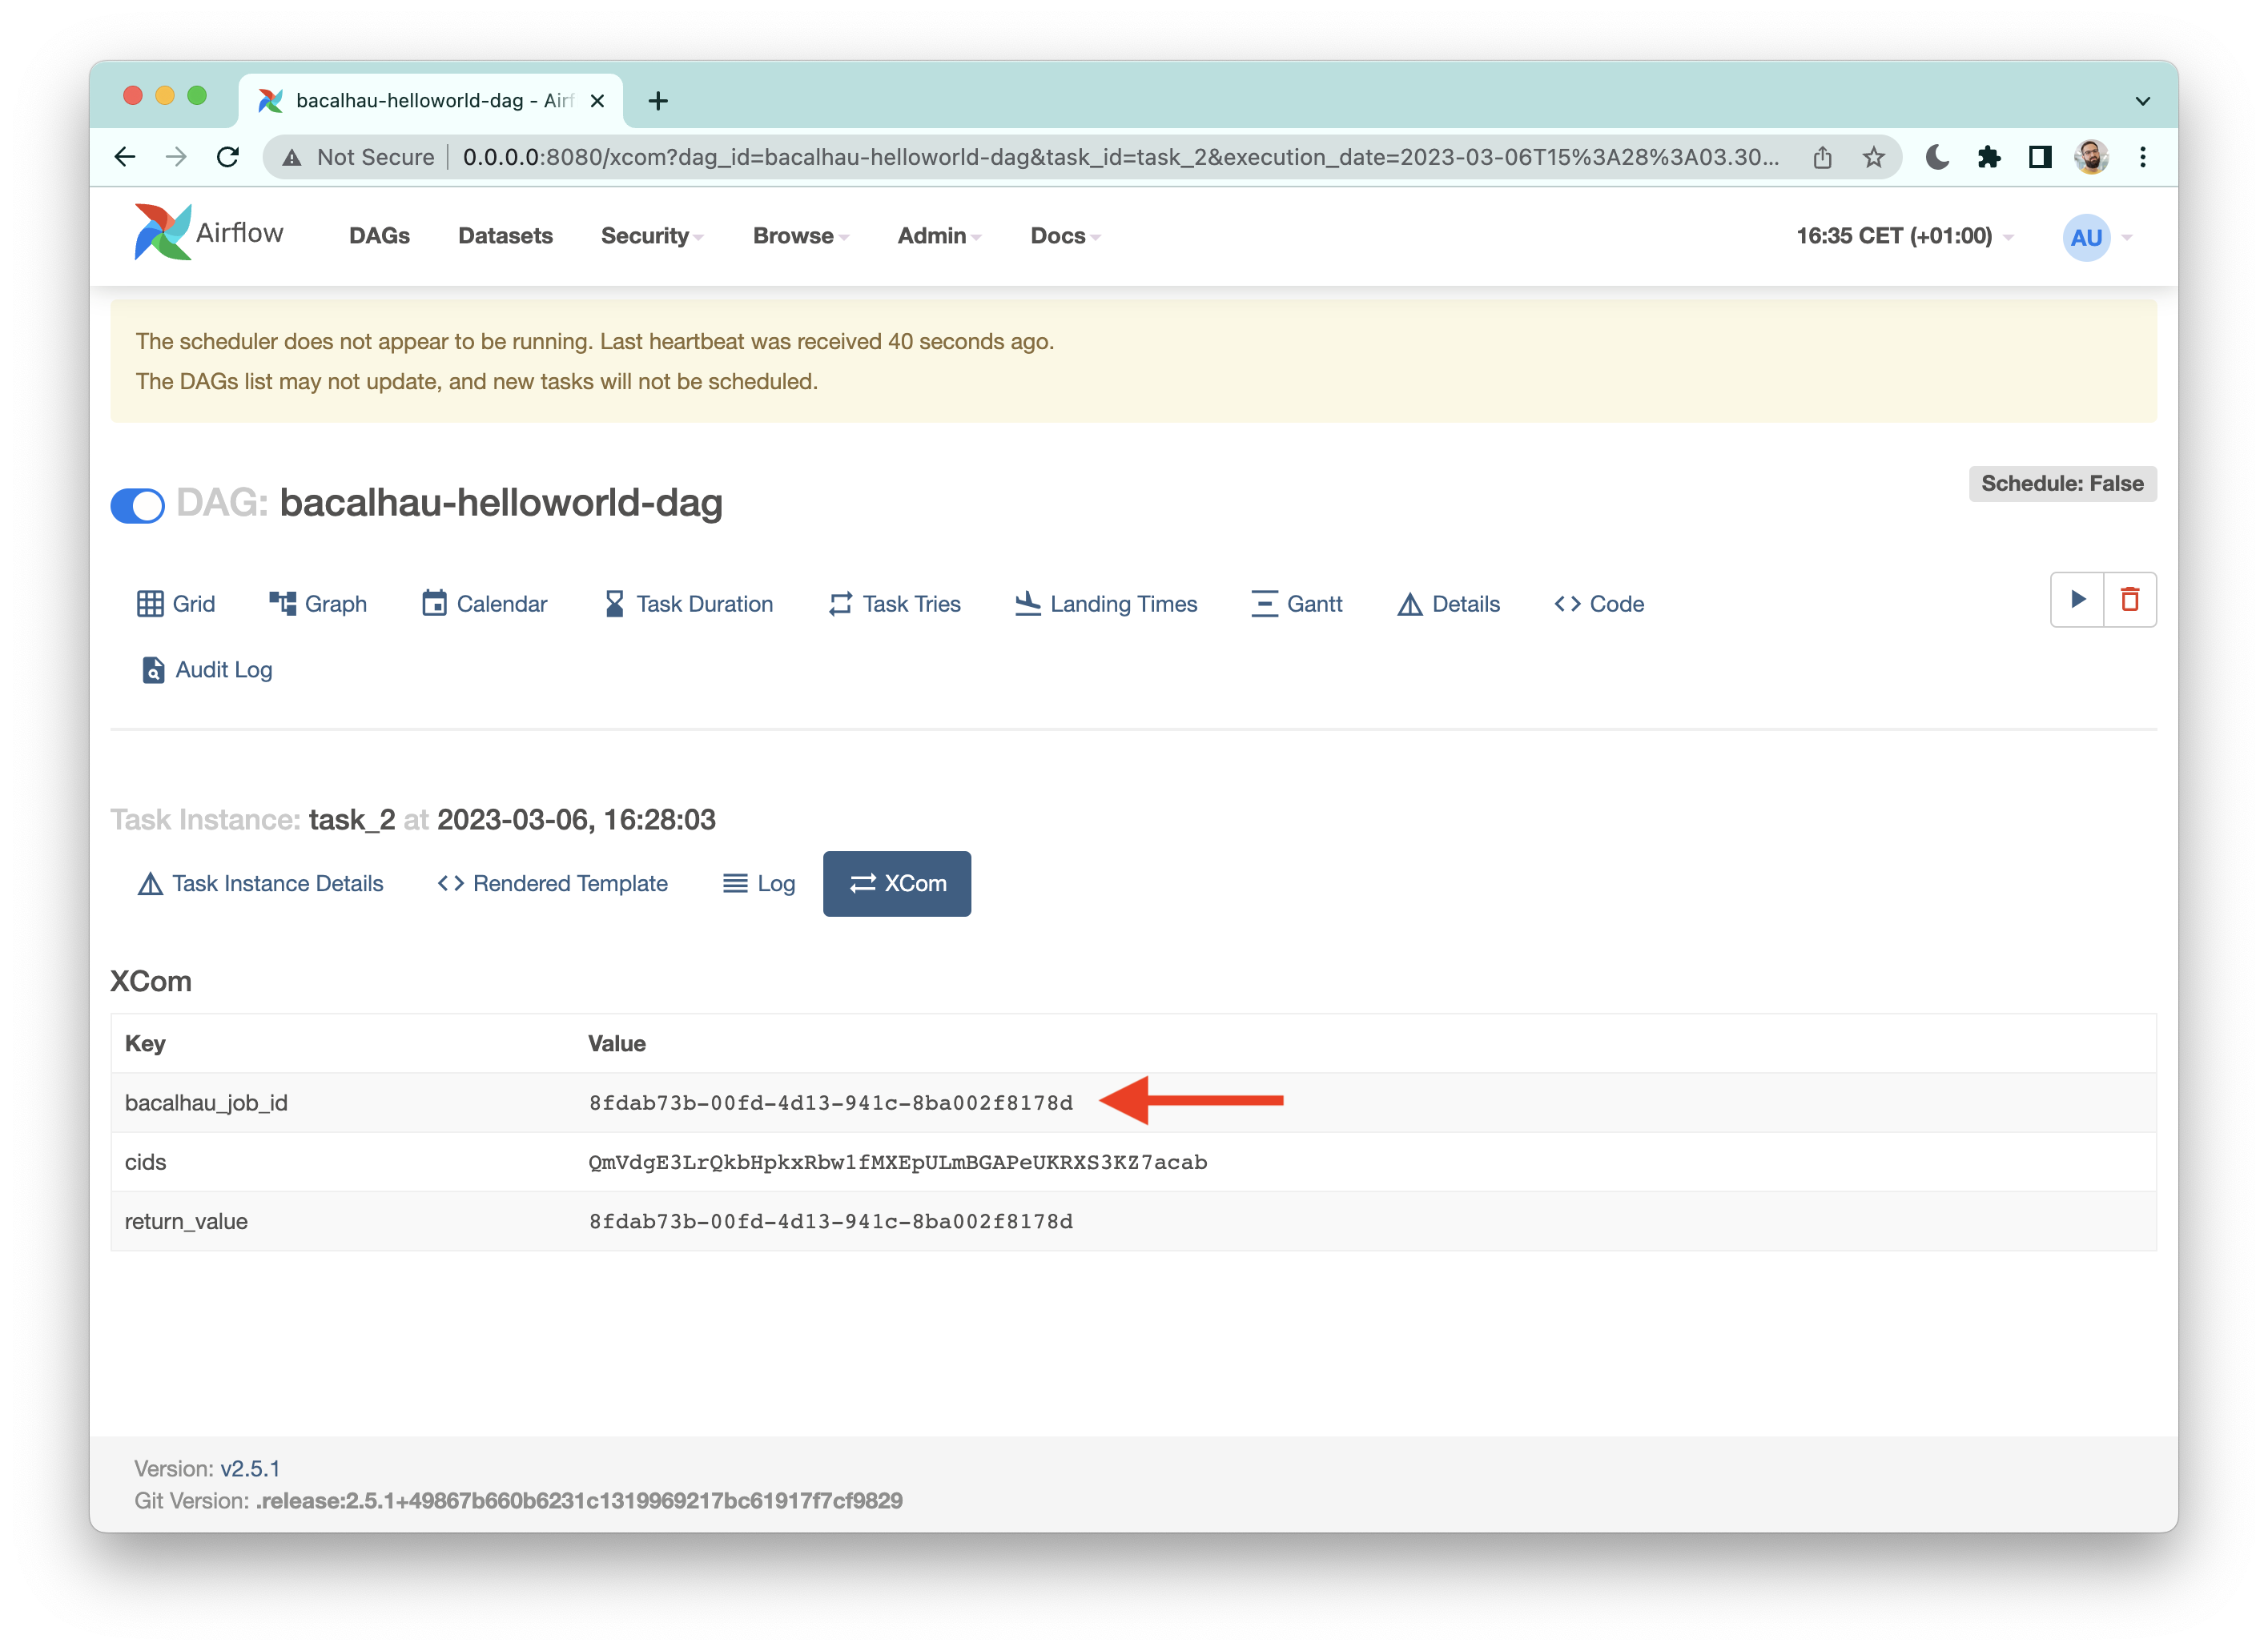 bacalhau-helloworld-dag - Airf
Not Secure | 0.0.0.0:8080/xcom?dag_id=bacalhau-helloworld-dag&task_id=task_2&execution_date=2023-03-06T15%3A28%3A03.30...
Airflow DAGs Datasets Security Browse Admin Docs 16:35 CET (+01:00) AU
The scheduler does not appear to be running. Last heartbeat was received 40 seconds ago.
The DAGs list may not update, and new tasks will not be scheduled.
Schedule: False
DAG: bacalhau-helloworld-dag
Grid Graph Calendar Task Duration Task Tries Landing Times Gantt Details Code
Audit Log
Task Instance: task_2 at 2023-03-06, 16:28:03
Task Instance Details Rendered Template Log XCom
XCom
Key Value
bacalhau_job_id 8fdab73b-00fd-4d13-941c-8ba002f8178d
cids QmVdgE3LrQkbHpkxRbw1fMXEpULmBGAPeUKRXS3KZ7acab
return_value 8fdab73b-00fd-4d13-941c-8ba002f8178d
Version: v2.5.1
Git Version: .release:2.5.1+49867b660b6231c1319969217bc61917f7cf9829